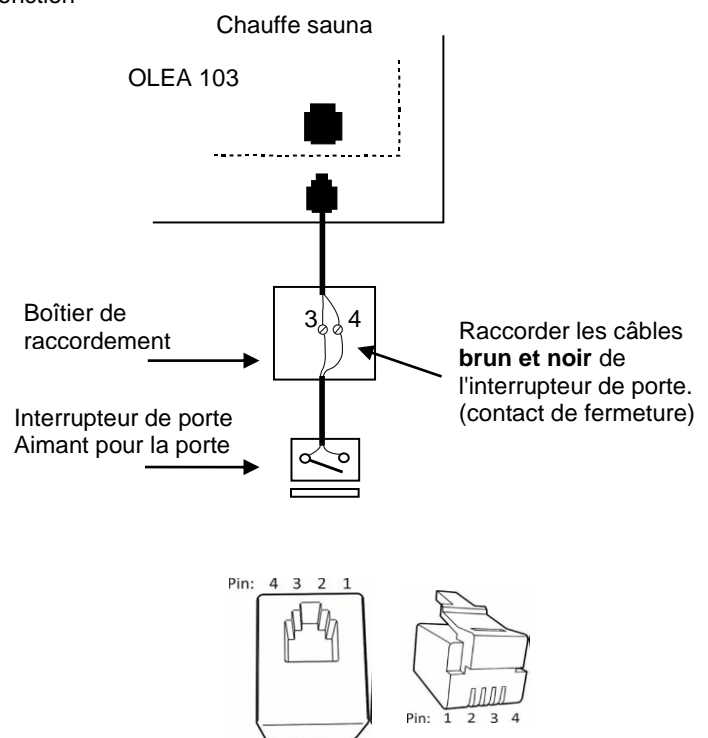 Chauffe sauna
OLEA 103
Boîtier de
raccordement
3 4
Raccorder les câbles
brun et noir de
l'interrupteur de porte.
(contact de fermeture)
Interrupteur de porte
Aimant pour la porte
Pin: 4 3 2 1
Pin: 1 2 3 4